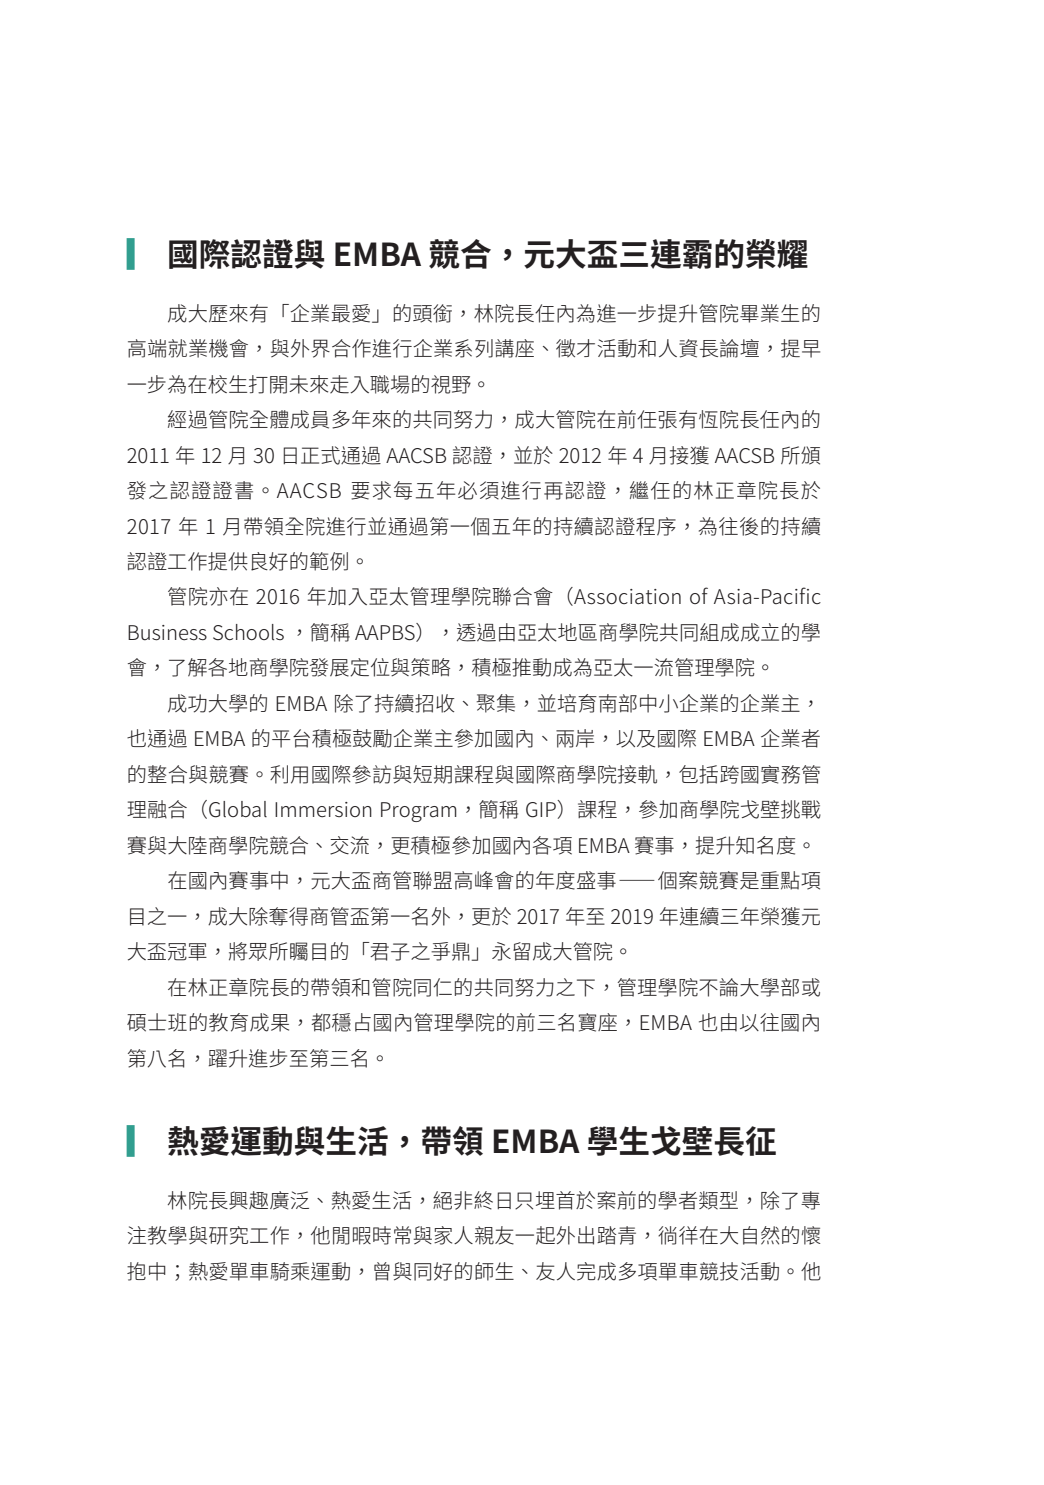 國際認證與 EMBA 競合，元大盃三連霸的榮耀
成大歷來有「企業最愛」的頭銜，林院長任內為進一步提升管院畢業生的
高端就業機會，與外界合作進行企業系列講座、徵才活動和人資長論壇，提早
一步為在校生打開未來走入職場的視野。
經過管院全體成員多年來的共同努力，成大管院在前任張有恆院長任內的
2011 年 12 月 30 日正式通過 AACSB 認證，並於 2012 年 4 月接獲 AACSB 所頒
發之認證證書。AACSB 要求每五年必須進行再認證，繼任的林正章院長於
2017 年 1 月帶領全院進行並通過第一個五年的持續認證程序，為往後的持續
認證工作提供良好的範例。
管院亦在 2016 年加入亞太管理學院聯合會（Association of Asia-Pacific
Business Schools ，簡稱 AAPBS），透過由亞太地區商學院共同組成成立的學
會，了解各地商學院發展定位與策略，積極推動成為亞太一流管理學院。
成功大學的 EMBA 除了持續招收、聚集，並培育南部中小企業的企業主，
也通過 EMBA 的平台積極鼓勵企業主參加國內、兩岸，以及國際 EMBA 企業者
的整合與競賽。利用國際參訪與短期課程與國際商學院接軌，包括跨國實務管
理融合（Global Immersion Program，簡稱 GIP）課程，參加商學院戈壁挑戰
賽與大陸商學院競合、交流，更積極參加國內各項 EMBA 賽事，提升知名度。
在國內賽事中，元大盃商管聯盟高峰會的年度盛事——個案競賽是重點項
目之一，成大除奪得商管盃第一名外，更於 2017 年至 2019 年連續三年榮獲元
大盃冠軍，將眾所矚目的「君子之爭鼎」永留成大管院。
在林正章院長的帶領和管院同仁的共同努力之下，管理學院不論大學部或
碩士班的教育成果，都穩占國內管理學院的前三名寶座，EMBA 也由以往國內
第八名，躍升進步至第三名。
熱愛運動與生活，帶領 EMBA 學生戈壁長征
林院長興趣廣泛、熱愛生活，絕非終日只埋首於案前的學者類型，除了專
注教學與研究工作，他閒暇時常與家人親友一起外出踏青，徜徉在大自然的懷
抱中；熱愛單車騎乘運動，曾與同好的師生、友人完成多項單車競技活動。他